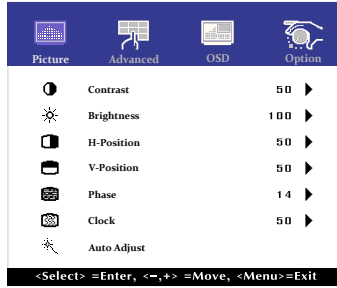 Picture Advanced OSD Option
Contrast 50
Brightness 100
H-Position 50
V-Position 50
Phase 14
Clock 50
Auto Adjust
<Select> =Enter, <-,+> =Move, <Menu>=Exit